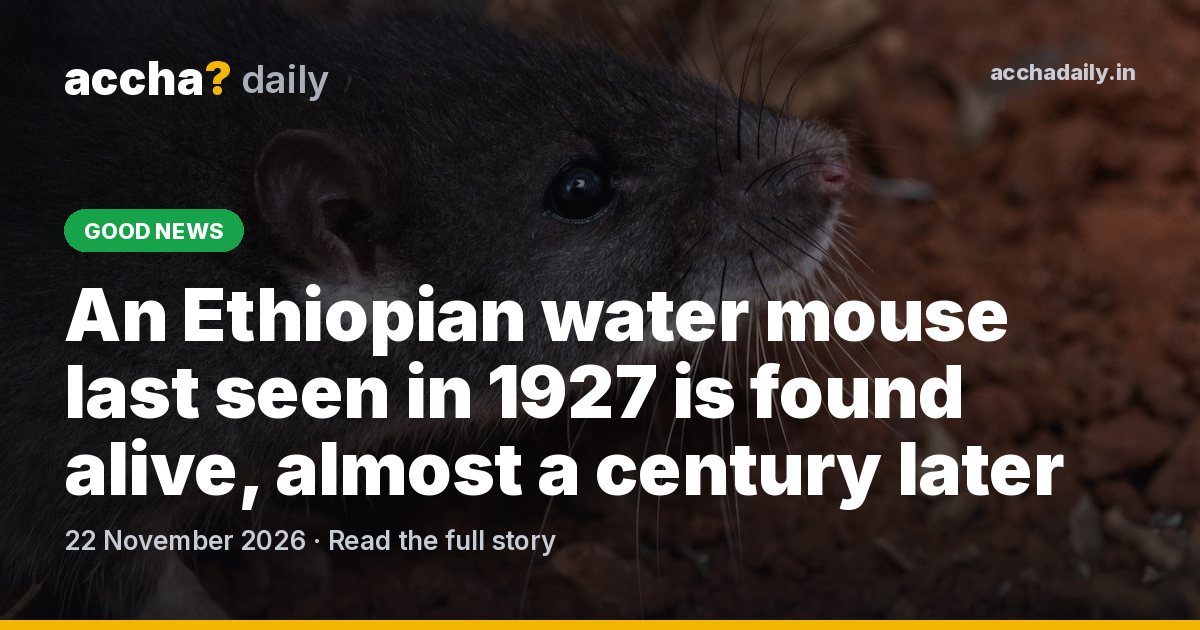 accha? daily
acchadaily.in
GOOD NEWS
An Ethiopian water mouse
last seen in 1927 is found
alive, almost a century later
22 November 2026 · Read the full story